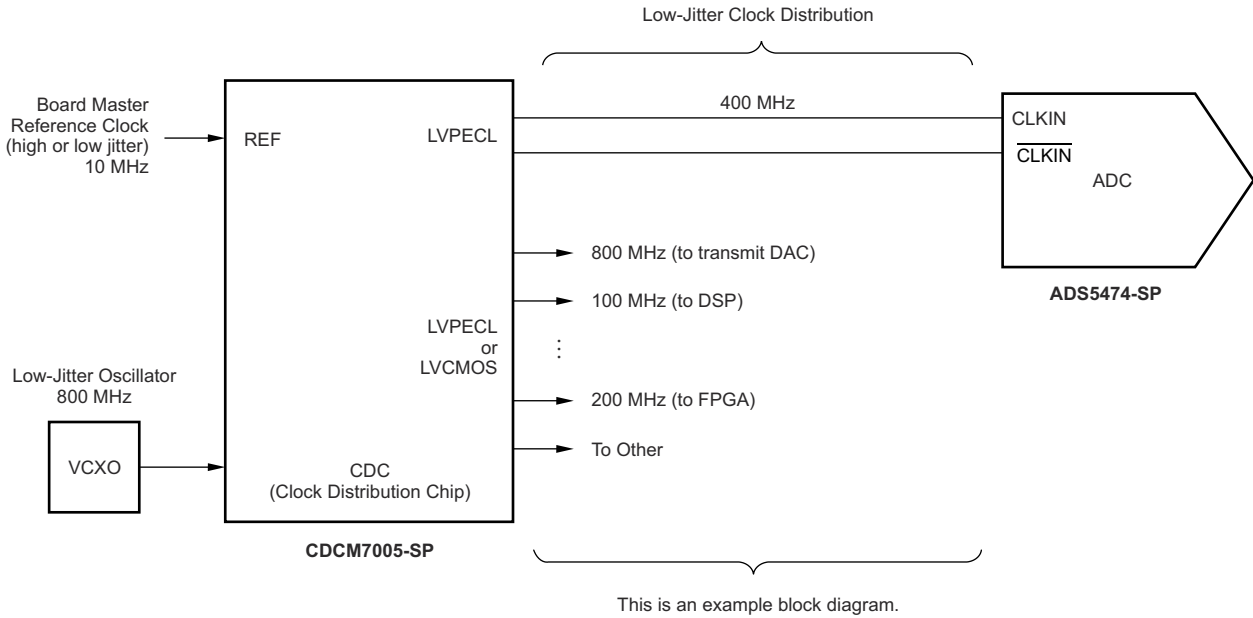 Low-Jitter Clock Distribution
Board Master
Reference Clock
(high or low jitter)
10 MHz
REF
LVPECL
400 MHz
CLKIN
CLKIN
ADC
800 MHz (to transmit DAC)
ADS5474-SP
100 MHz (to DSP)
LVPECL
or
LVCMOS
⋮
Low-Jitter Oscillator
800 MHz
200 MHz (to FPGA)
To Other
VCXO
CDC
(Clock Distribution Chip)
CDCM7005-SP
This is an example block diagram.